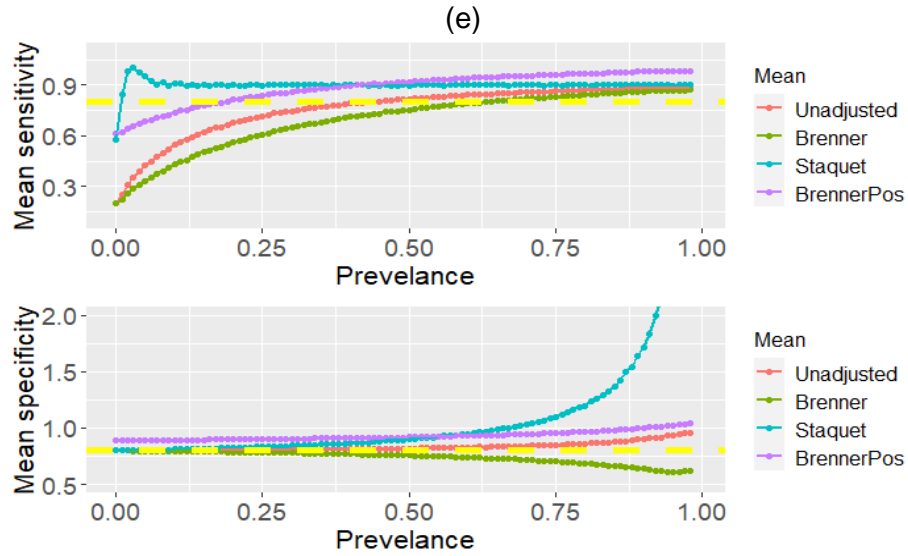 (e)
Mean sensitivity
0.9
0.6
0.3
0.00 0.25 0.50 0.75 1.00
Prevelance
Mean
Unadjusted
Brenner
Staquet
BrennerPos
Mean specificity
2.0
1.5
1.0
0.5
0.00 0.25 0.50 0.75 1.00
Prevelance
Mean
Unadjusted
Brenner
Staquet
BrennerPos